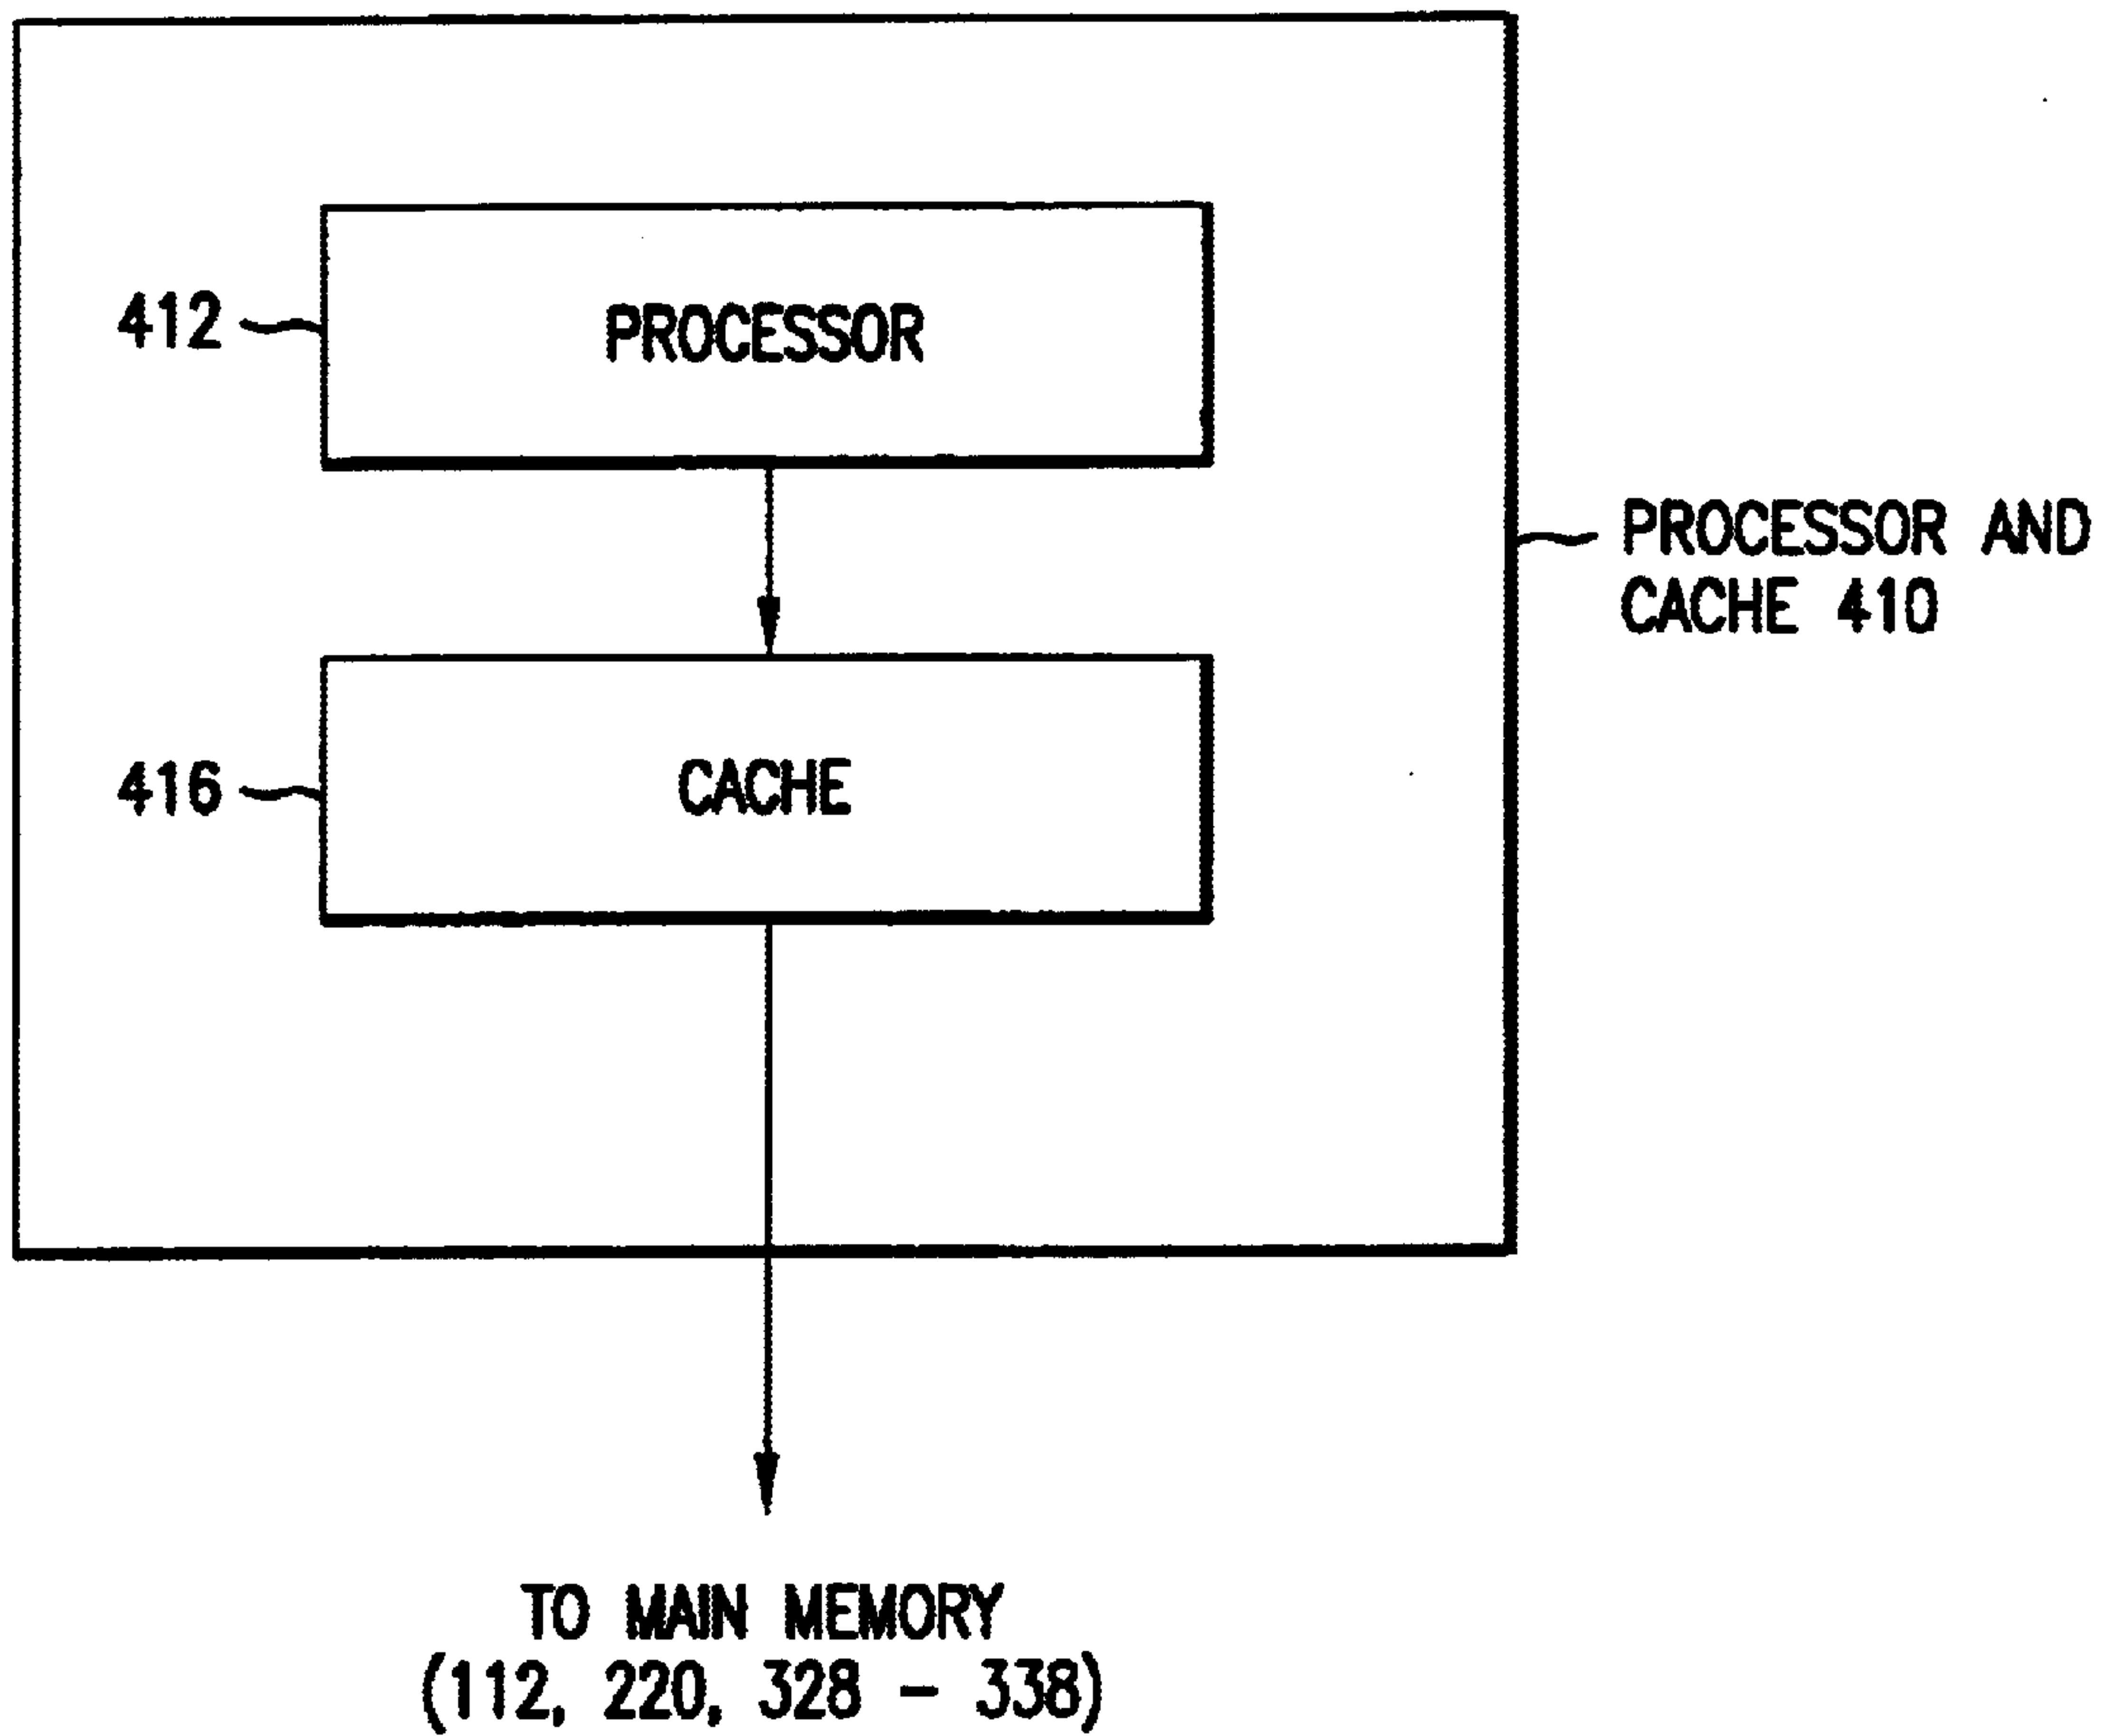 412
PROCESSOR
PROCESSOR AND
CACHE 410
416
CACHE
TO MAIN MEMORY
(112, 220, 328 – 338)